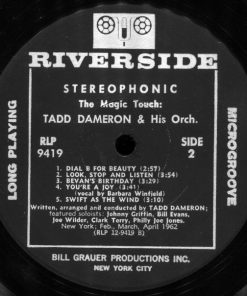 RIVERSIDE
STEREOPHONIC
The Magic Touch:
TADD DAMERON & His Orch.
RLP
9419
SIDE
2
LONG PLAYING
MICROGROOVE
1. DIAL B FOR BEAUTY (2:57)
2. LOOK, STOP AND LISTEN (3:54)
3. BEVAN'S BIRTHDAY (3:29)
4. YOU'RE A JOY (3:41)
(vocal by Barbara Winfield)
5. SWIFT AS THE WIND (3:10)
Written, arranged and conducted by TADD DAMERON;
featured soloists: Johnny Griffin, Bill Evans,
Joe Wilder, Clark Terry, Philly Joe Jones.
New York; Feb., March, April 1962
(RLP 12-9419 B)
BILL GRAUER PRODUCTIONS INC.
NEW YORK CITY